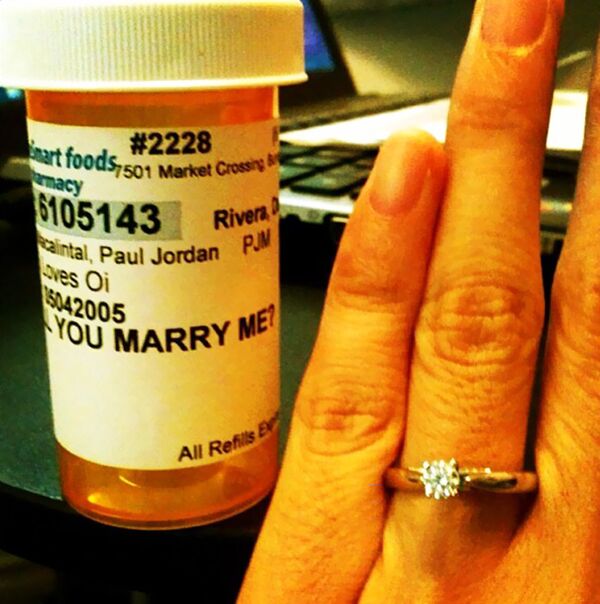 #2228
mart foods
7501 Market Crossing
armacy
6105143 Rivera,
acalintal, Paul Jordan PJM
Loves Oi
05042005
YOU MARRY ME?
All Refills